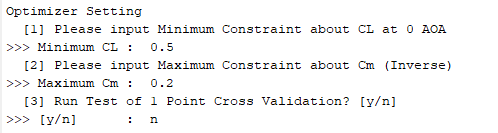 Optimizer Setting
[1] Please input Minimum Constraint about CL at 0 AOA
>>> Minimum CL :  0.5
[2] Please input Maximum Constraint about Cm (Inverse)
>>> Maximum Cm :  0.2
[3] Run Test of 1 Point Cross Validation? [y/n]
>>> [y/n]      :  n